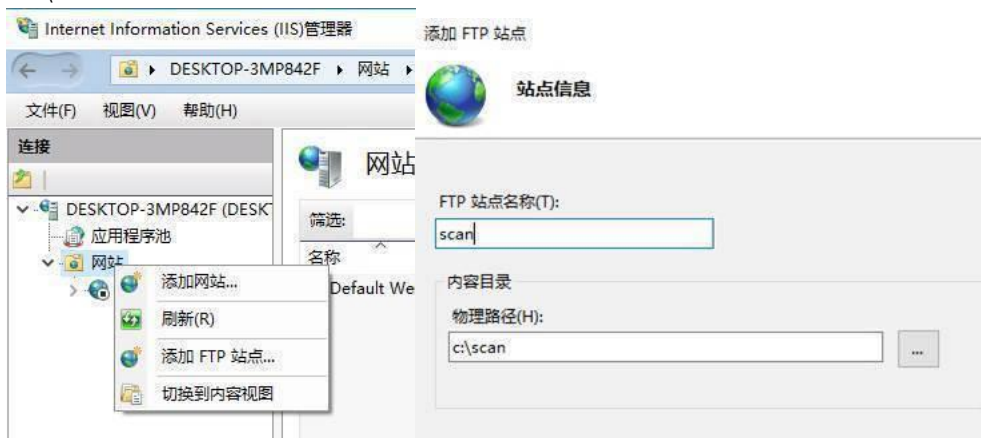 Internet Information Services (IIS)管理器
DESKTOP-3MP842F 网站
文件(F) 视图(V) 帮助(H)
连接
DESKTOP-3MP842F (DESKT
应用程序池
网站
添加网站...
刷新(R)
添加 FTP 站点...
切换到内容视图
网站
筛选:
名称
Default We
添加 FTP 站点
站点信息
FTP 站点名称(T):
scan
内容目录
物理路径(H):
c:\scan
...